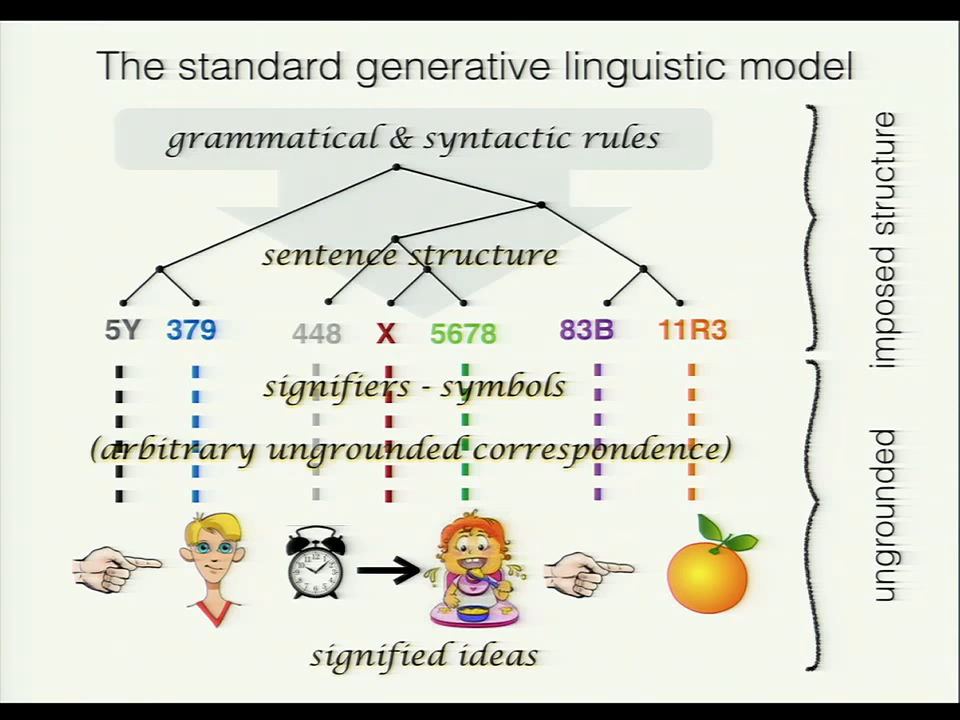 The standard generative linguistic model
grammatical & syntactic rules
sentence structure
5Y 379 448 X 5678 83B 11R3
signifiers - symbols
(arbitrary ungrounded correspondence)
signified ideas
imposed structure
ungrounded